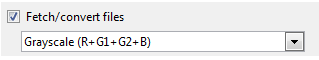 Fetch/convert files
Grayscale (R+G1+G2+B)